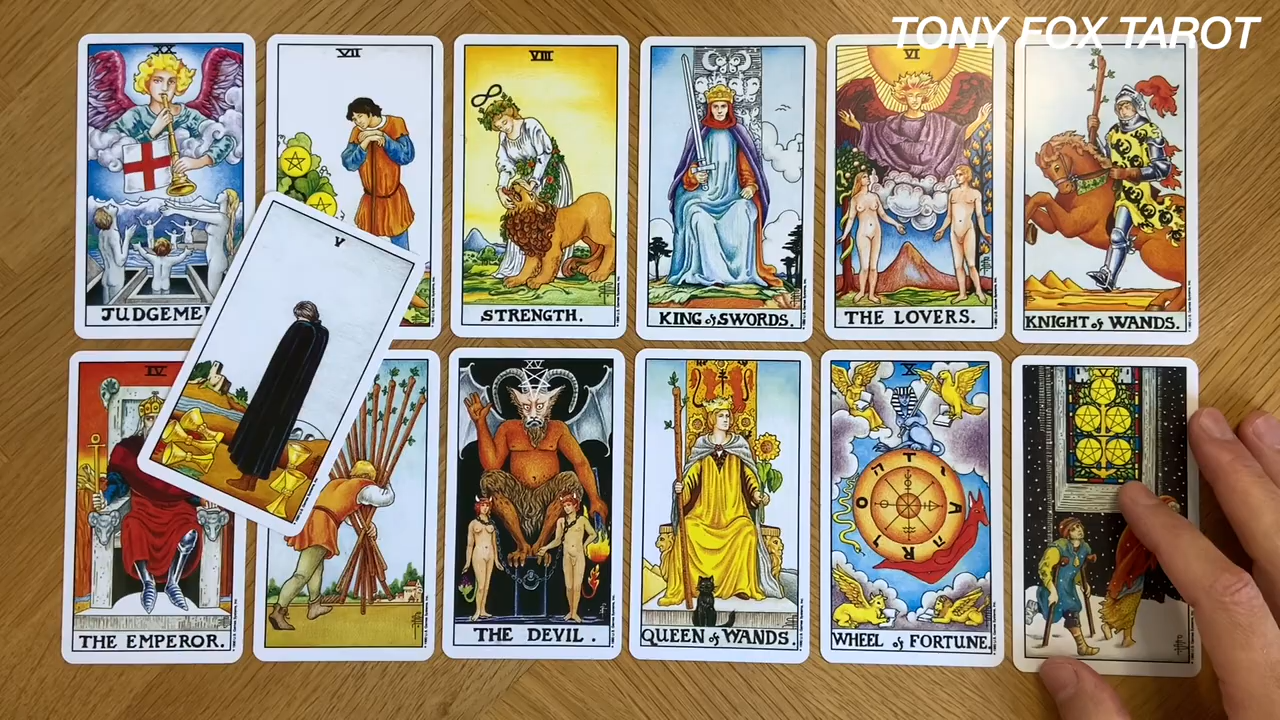 TONY FOX TAROT
XX
VII
VIII
VI
JUDGEME
STRENGTH.
KING of SWORDS.
THE LOVERS.
KNIGHT of WANDS.
V
IV
XV
X
T
A
R
O
THE EMPEROR.
THE DEVIL.
QUEEN of WANDS.
WHEEL of FORTUNE.